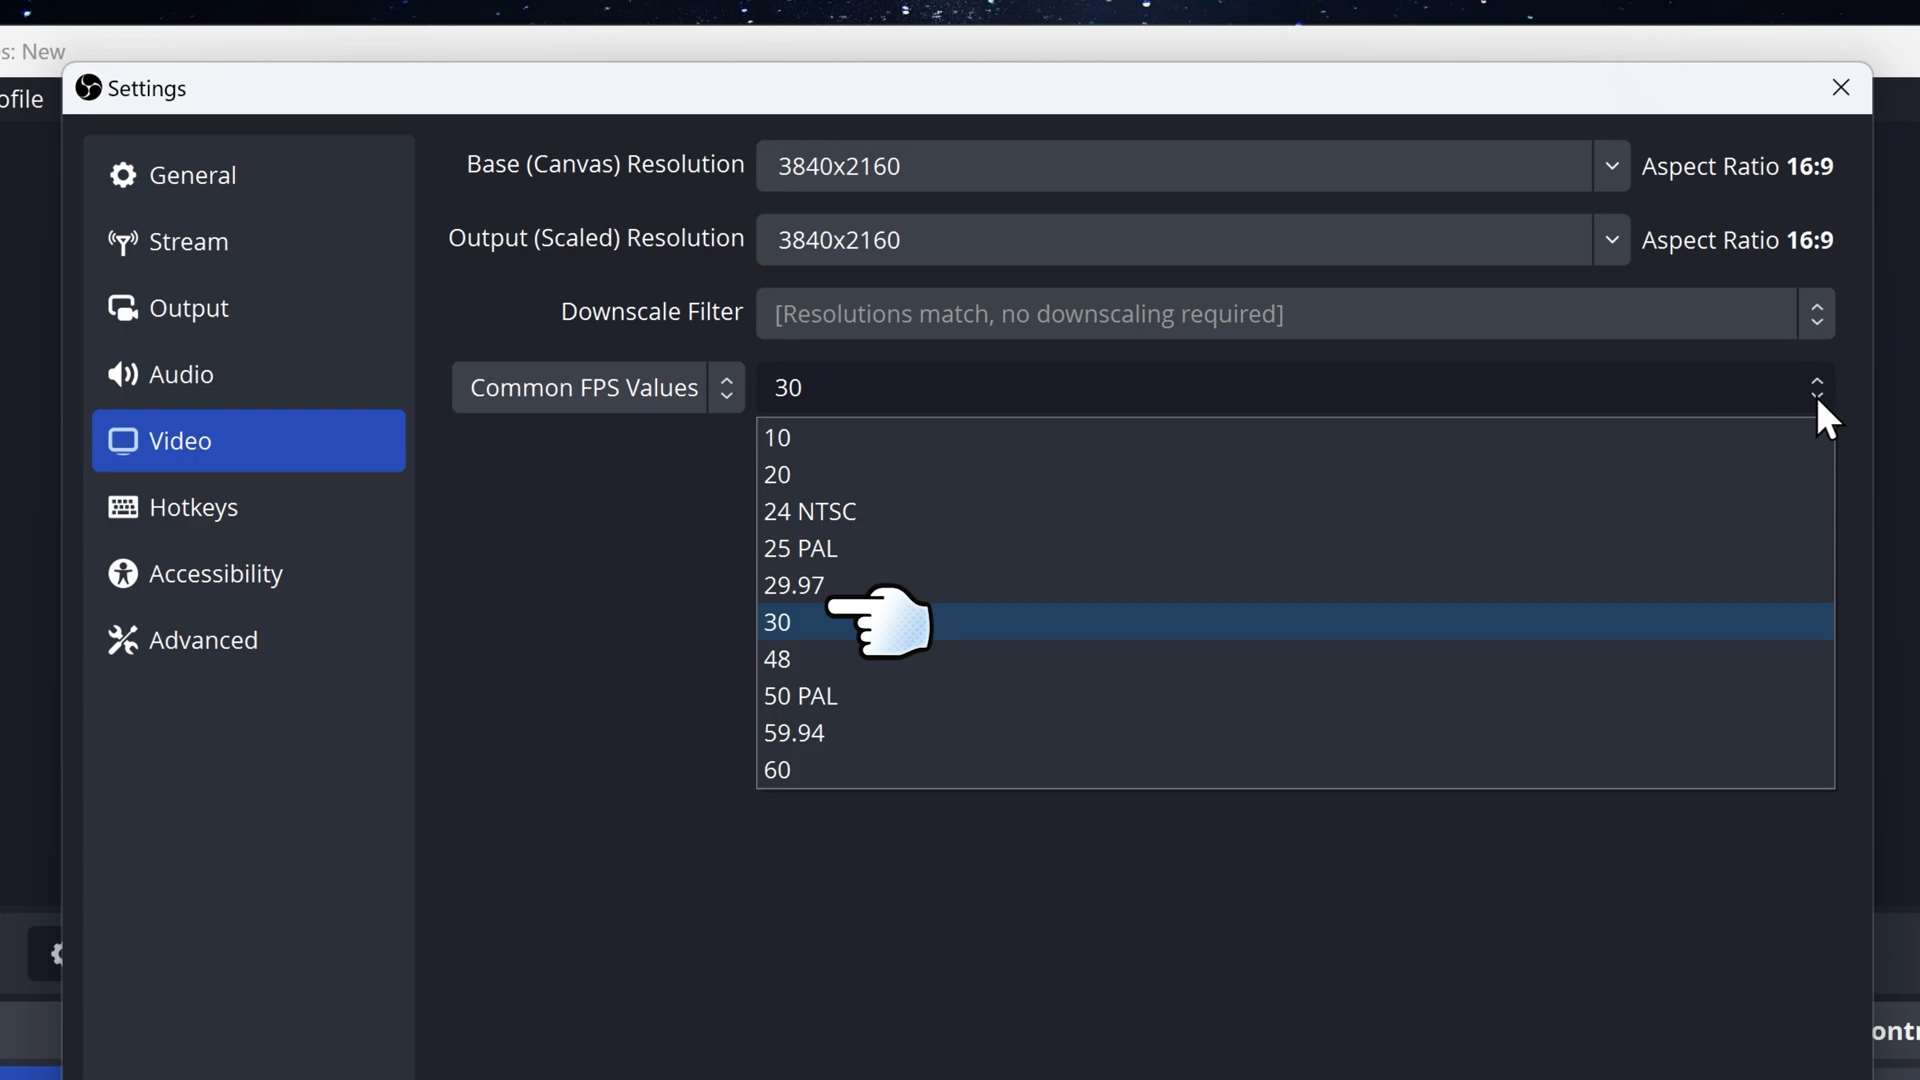 s: New
ofile
Settings
General
Stream
Output
Audio
Video
Hotkeys
Accessibility
Advanced
Base (Canvas) Resolution 3840x2160 Aspect Ratio 16:9
Output (Scaled) Resolution 3840x2160 Aspect Ratio 16:9
Downscale Filter [Resolutions match, no downscaling required]
Common FPS Values 30
10
20
24 NTSC
25 PAL
29.97
30
48
50 PAL
59.94
60
ontr